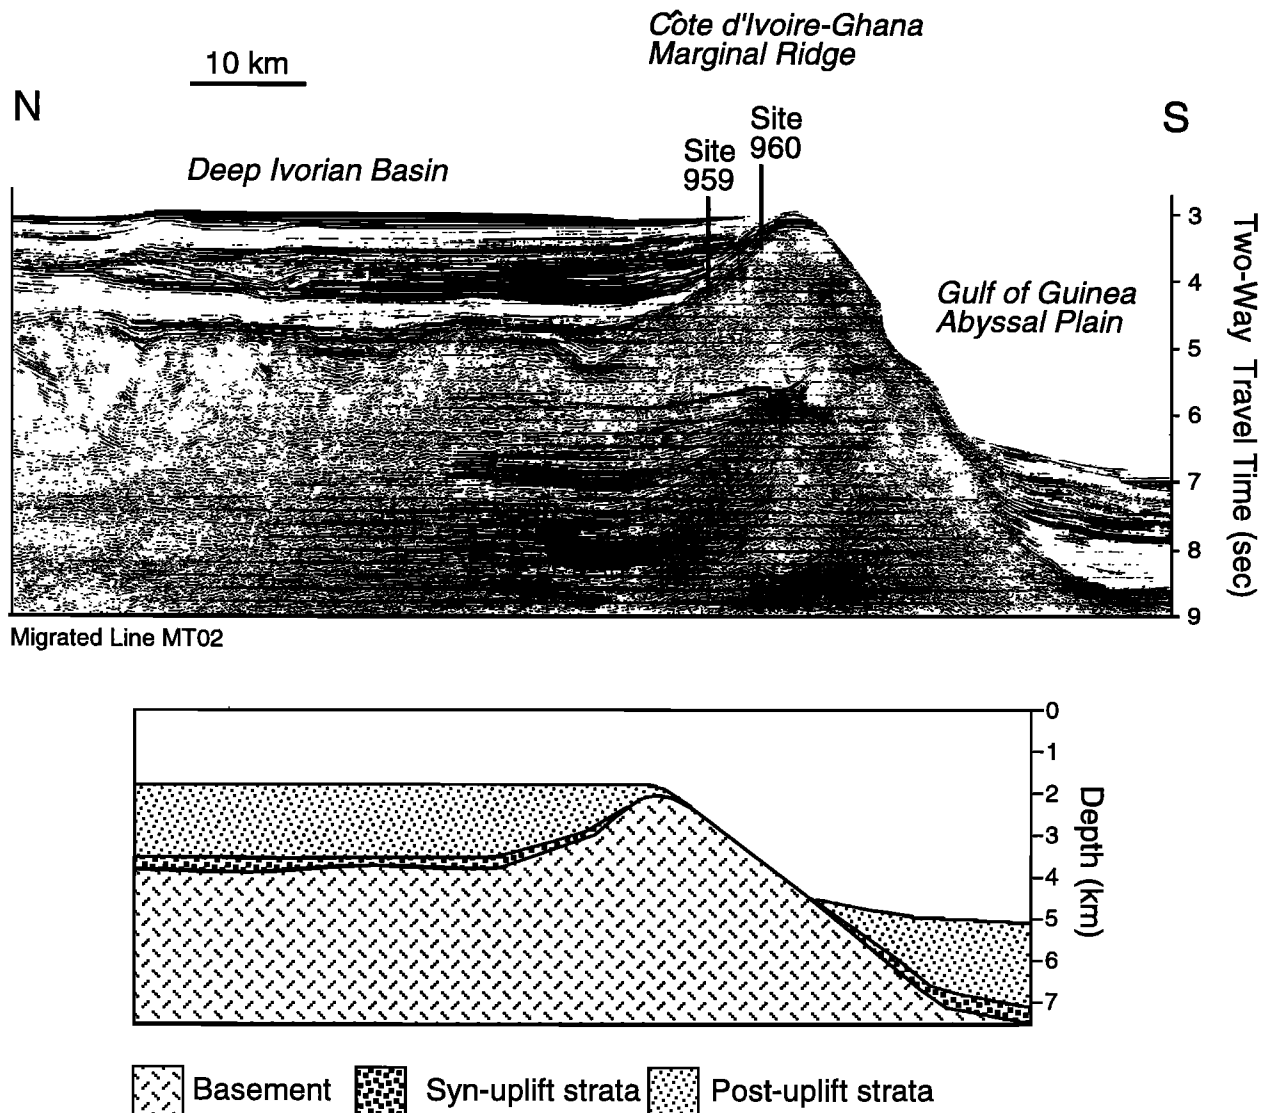 Côte d'Ivoire-Ghana
Marginal Ridge
10 km
N
S
Site
960
Site
959
Deep Ivorian Basin
Gulf of Guinea
Abyssal Plain
3
4
5
6
7
8
9
Two-Way Travel Time (sec)
Migrated Line MT02
0
1
2
3
4
5
6
7
Depth (km)
Basement
Syn-uplift strata
Post-uplift strata